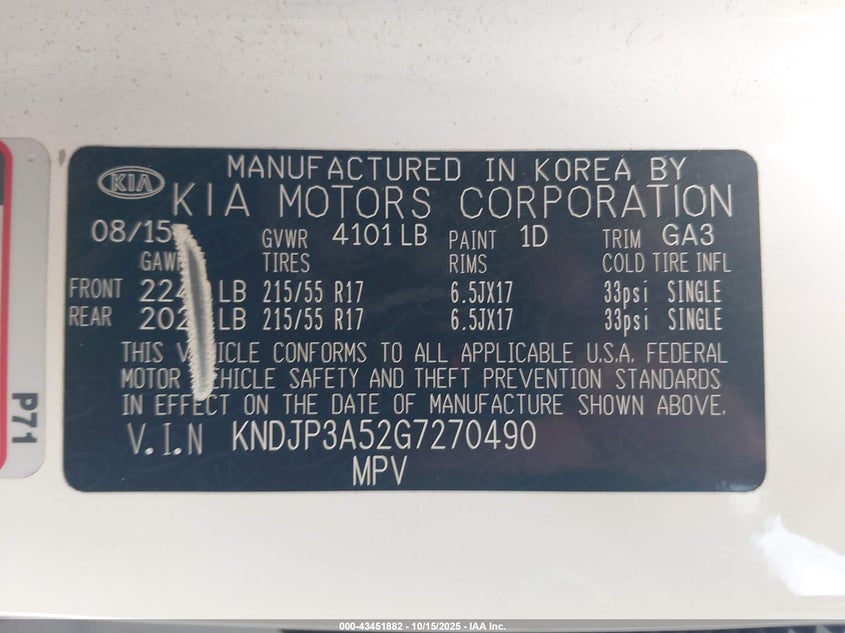 MANUFACTURED IN KOREA BY
KIA
KIA MOTORS CORPORATION
08/15 GVWR 4101 LB PAINT 1D TRIM GA3
TIRES RIMS COLD TIRE INFL
FRONT LB 215/55 R17 6.5JX17 33psi SINGLE
REAR LB 215/55 R17 6.5JX17 33psi SINGLE
THIS CONFORMS TO ALL APPLICABLE U.S.A. FEDERAL
MOTOR VEHICLE SAFETY AND THEFT PREVENTION STANDARDS
IN EFFECT ON THE DATE OF MANUFACTURE SHOWN ABOVE.
V.I.N KNDJP3A52G7270490
MPV
P71
000-43451882 - 10/15/2025 - IAA Inc.